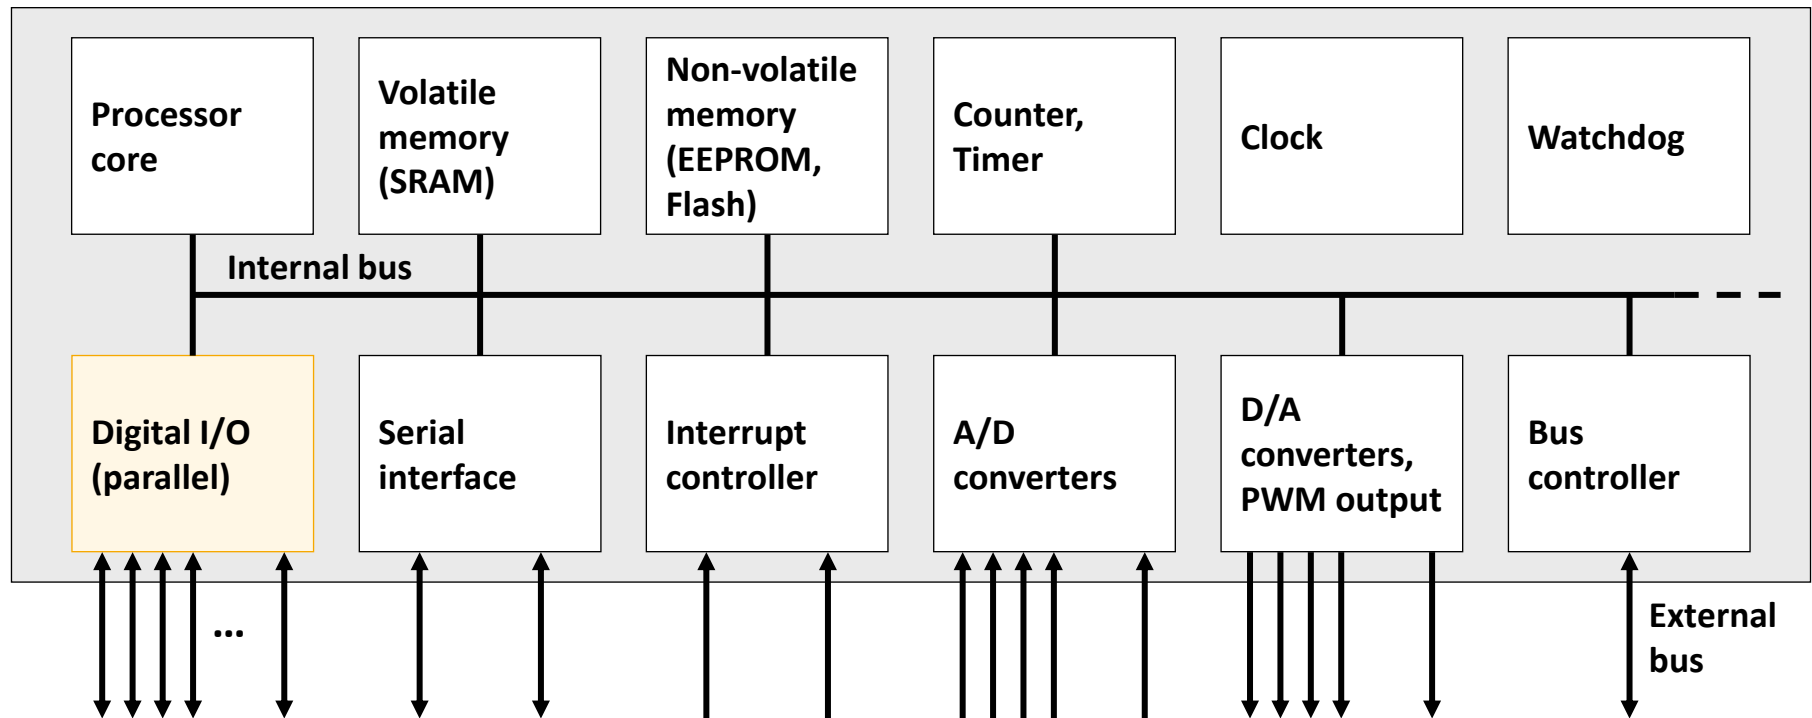 Processor
core
Volatile
memory
(SRAM)
Non-volatile
memory
(EEPROM,
Flash)
Counter,
Timer
Clock
Watchdog
Internal bus
Digital I/O
(parallel)
Serial
interface
Interrupt
controller
A/D
converters
D/A
converters,
PWM output
Bus
controller
...
External
bus